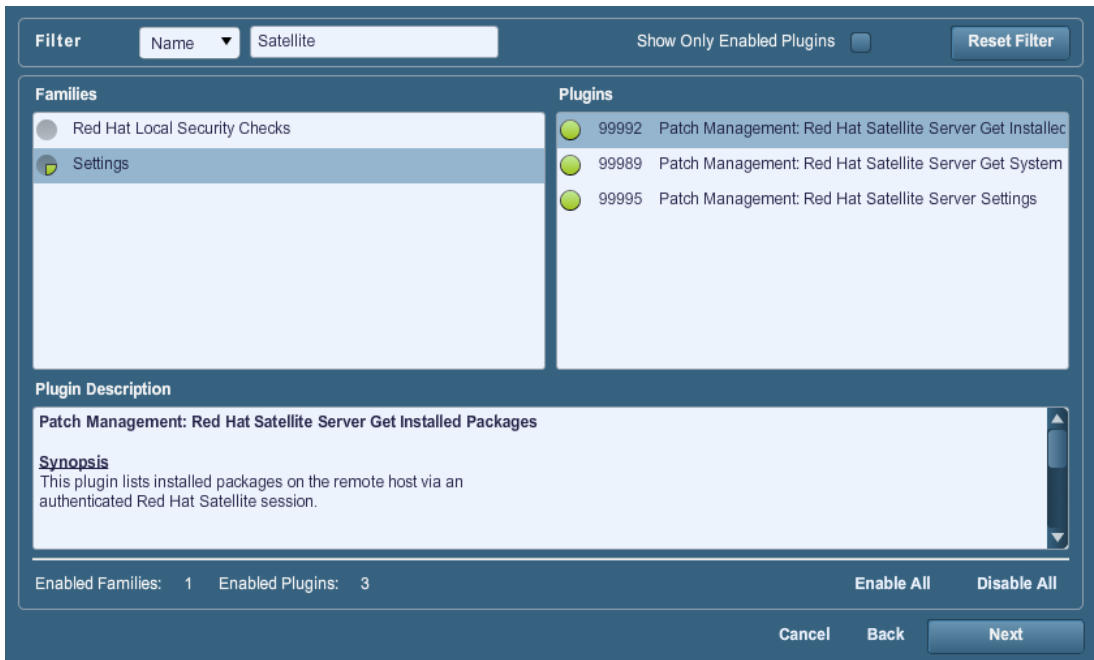 Filter Name Satellite Show Only Enabled Plugins Reset Filter
Families Plugins
Red Hat Local Security Checks
Settings
99992 Patch Management: Red Hat Satellite Server Get Installec
99989 Patch Management: Red Hat Satellite Server Get System
99995 Patch Management: Red Hat Satellite Server Settings
Plugin Description
Patch Management: Red Hat Satellite Server Get Installed Packages
Synopsis
This plugin lists installed packages on the remote host via an
authenticated Red Hat Satellite session.
Enabled Families: 1 Enabled Plugins: 3 Enable All Disable All
Cancel Back Next